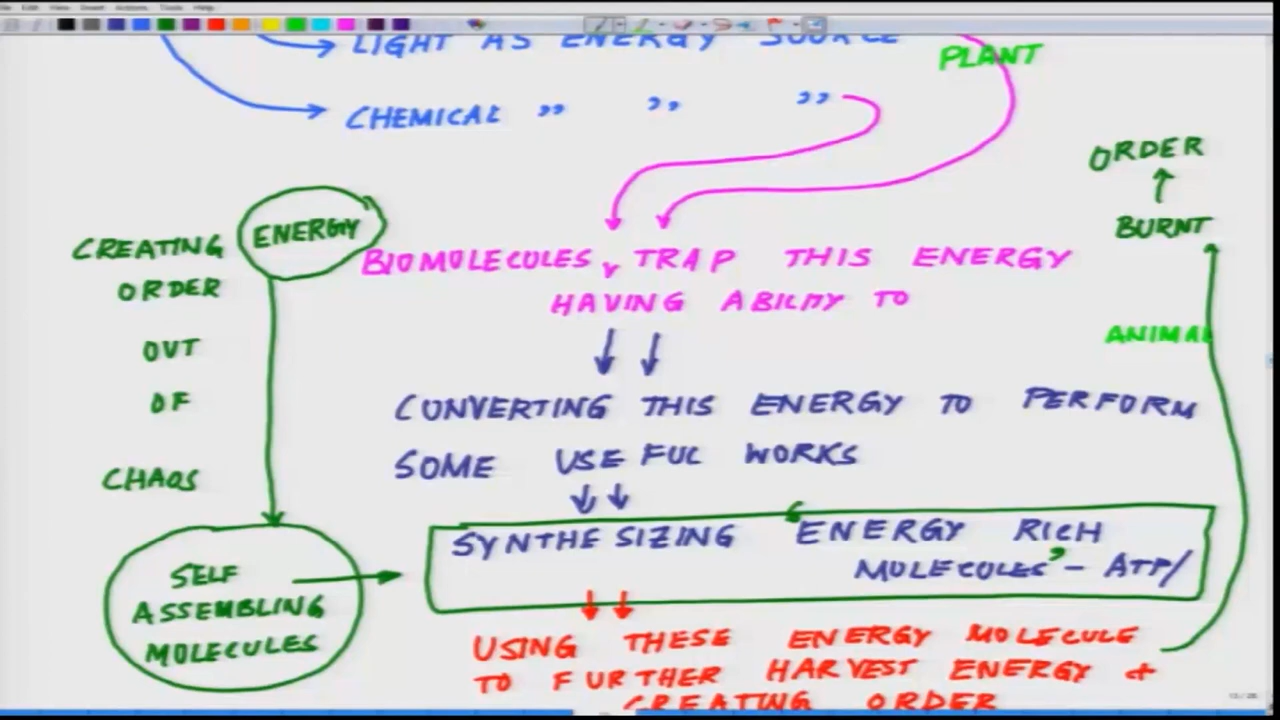 LIGHT AS ENERGY SOURCE
PLANT
CHEMICAL ,, ,, ,,
ORDER
BURNT
ENERGY
CREATING
ORDER
OUT
OF
CHAOS
BIOMOLECULES, TRAP THIS ENERGY
HAVING ABILITY TO
ANIMAL
CONVERTING THIS ENERGY TO PERFORM
SOME USEFUL WORKS
SYNTHESIZING "ENERGY RICH
MOLECULES" - ATP/
SELF
ASSEMBLING
MOLECULES
USING THESE ENERGY MOLECULE
TO FURTHER HARVEST ENERGY &
CREATING ORDER